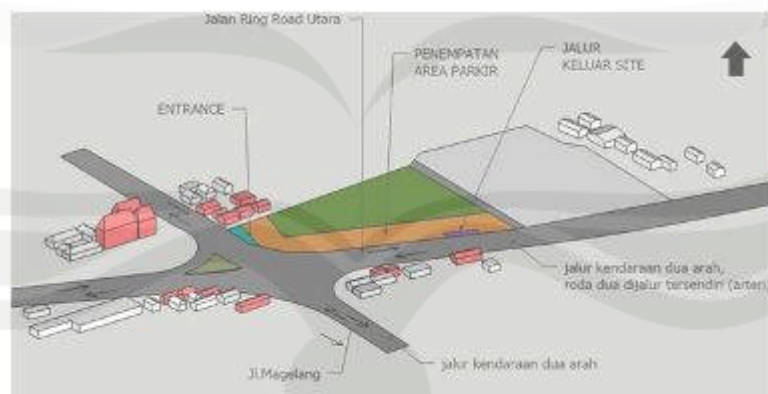 Jalan Ring Road Utara
PENEMPATAN
AREA PARKIR
JALUR
KELUAR SITE
ENTRANCE
jalur kendaraan dua arah,
roda dua dijalur tersendiri (arteri)
jalur kendaraan dua arah
Jl.Magelang